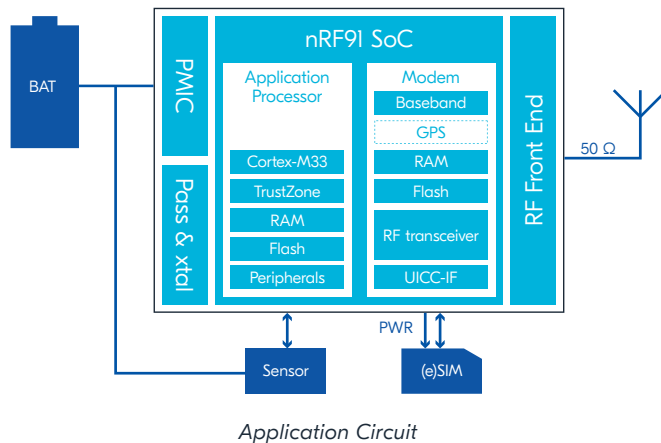 nRF91 SoC
BAT
PMIC
Pass & xtal
Application
Processor
Cortex-M33
TrustZone
RAM
Flash
Peripherals
Modem
Baseband
GPS
RAM
Flash
RF transceiver
UICC-IF
RF Front End
50 Ω
PWR
Sensor
(e)SIM
Application Circuit